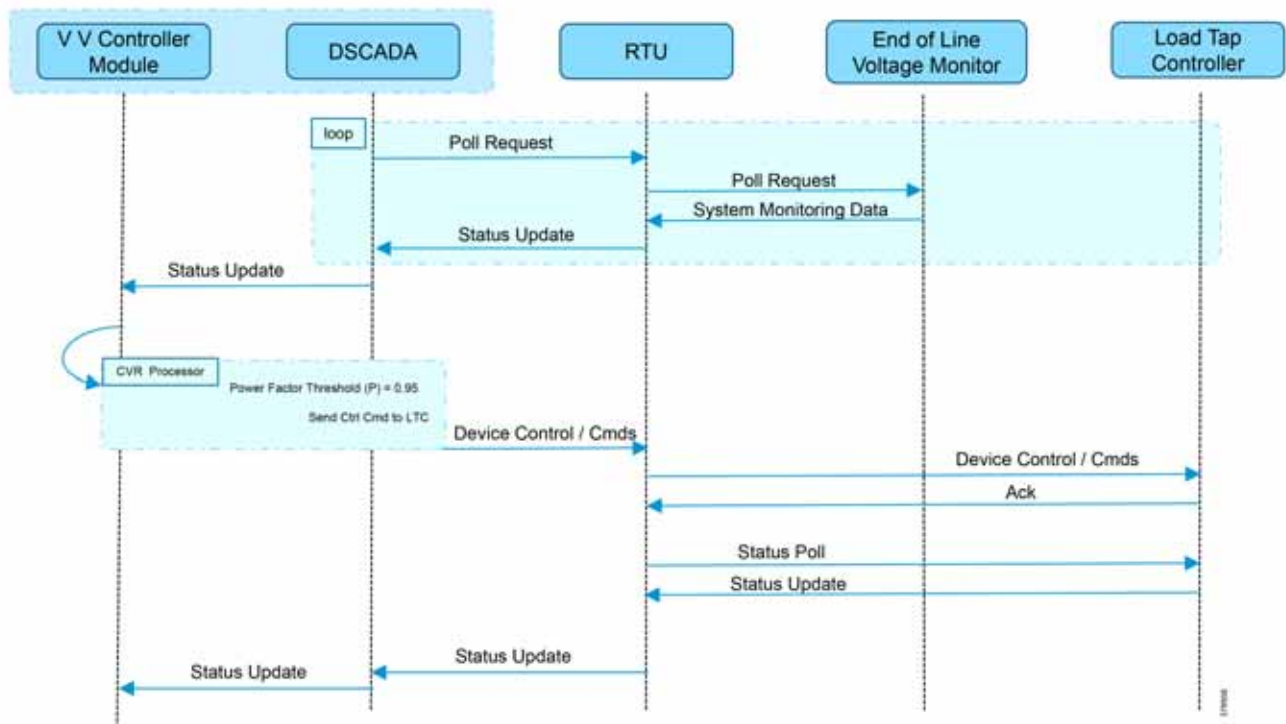 V V Controller
Module
DSCADA
RTU
End of Line
Voltage Monitor
Load Tap
Controller
loop
Poll Request
Poll Request
System Monitoring Data
Status Update
Status Update
CVR Processor
Power Factor Threshold (P) = 0.95
Send Ctrl Cmd to LTC
Device Control / Cmds
Device Control / Cmds
Ack
Status Poll
Status Update
Status Update
Status Update